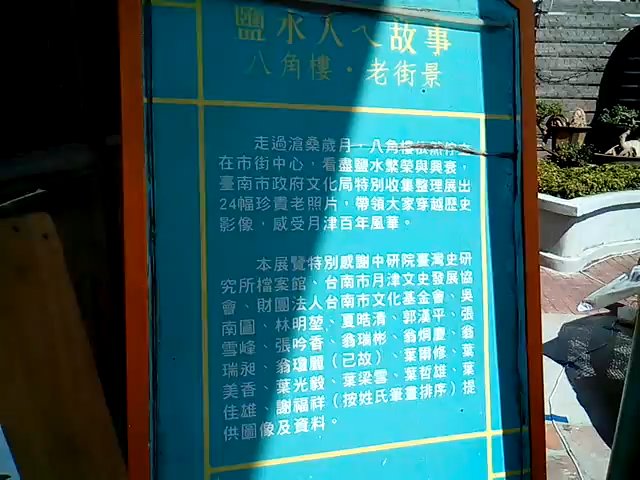 鹽水人ㄟ故事
八角樓·老街景
走過滄桑歲月，八角樓依然佇立
在市街中心，看盡鹽水繁榮與興衰，
臺南市政府文化局特別收集整理展出
24幅珍貴老照片，帶領大家穿越歷史
影像，感受月津百年風華。
本展覽特別感謝中研院臺灣史研
究所檔案館、台南市月津文史發展協
會、財團法人台南市文化基金會、吳
南圖、林明堃、夏晧清、郭漢平、張
雪峰、張吟香、翁瑞彬、翁炯慶、翁
瑞昶、翁瓊麗（已故）、葉爾修、葉
美香、葉光毅、葉梁雪、葉哲雄、葉
佳雄、謝福祥（按姓氏筆畫排序）提
供圖像及資料。